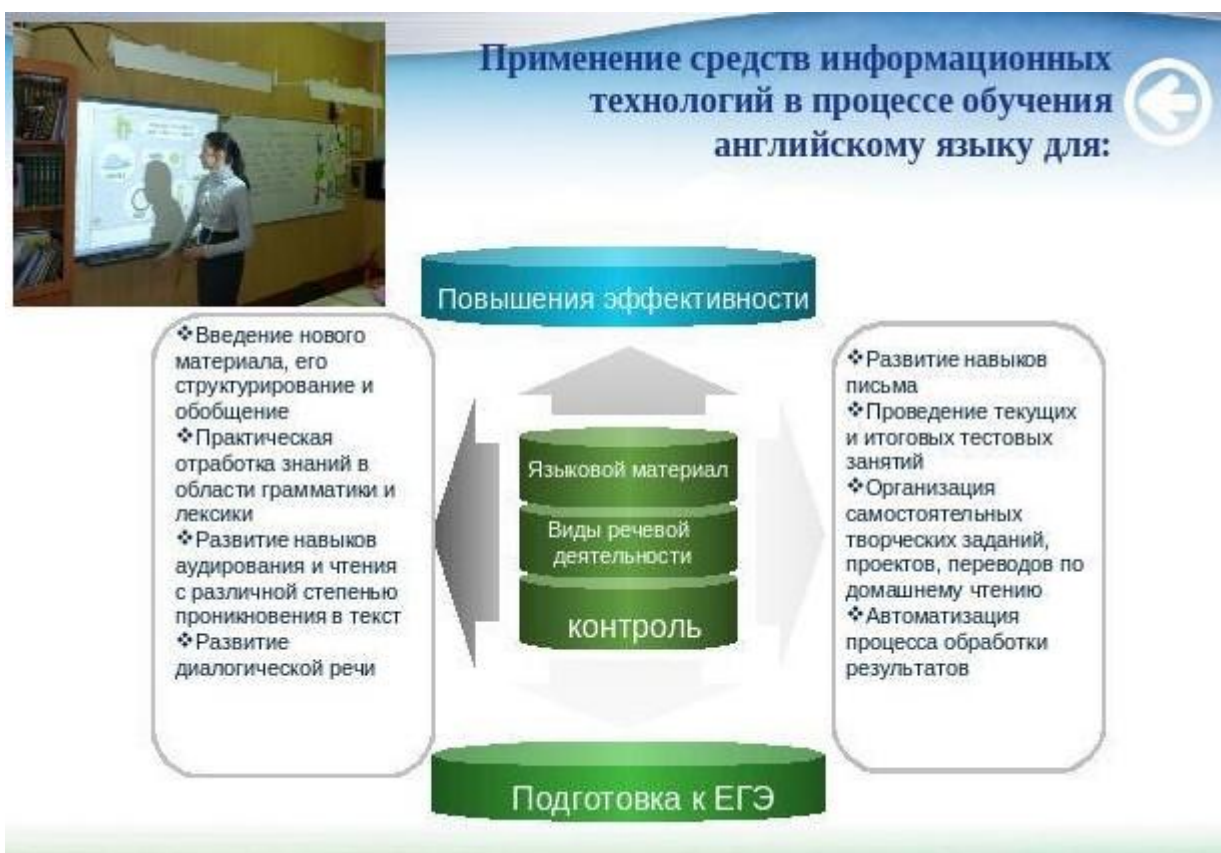 Применение средств информационных
технологий в процессе обучения
английскому языку для:
Повышения эффективности
❖Введение нового
материала, его
структурирование и
обобщение
❖Практическая
отработка знаний в
области грамматики и
лексики
❖Развитие навыков
аудирования и чтения
с различной степенью
проникновения в текст
❖Развитие
диалогической речи
Языковой материал
Виды речевой
деятельности
контроль
❖Развитие навыков
письма
❖Проведение текущих
и итоговых тестовых
занятий
❖Организация
самостоятельных
творческих заданий,
проектов, переводов по
домашнему чтению
❖Автоматизация
процесса обработки
результатов
Подготовка к ЕГЭ